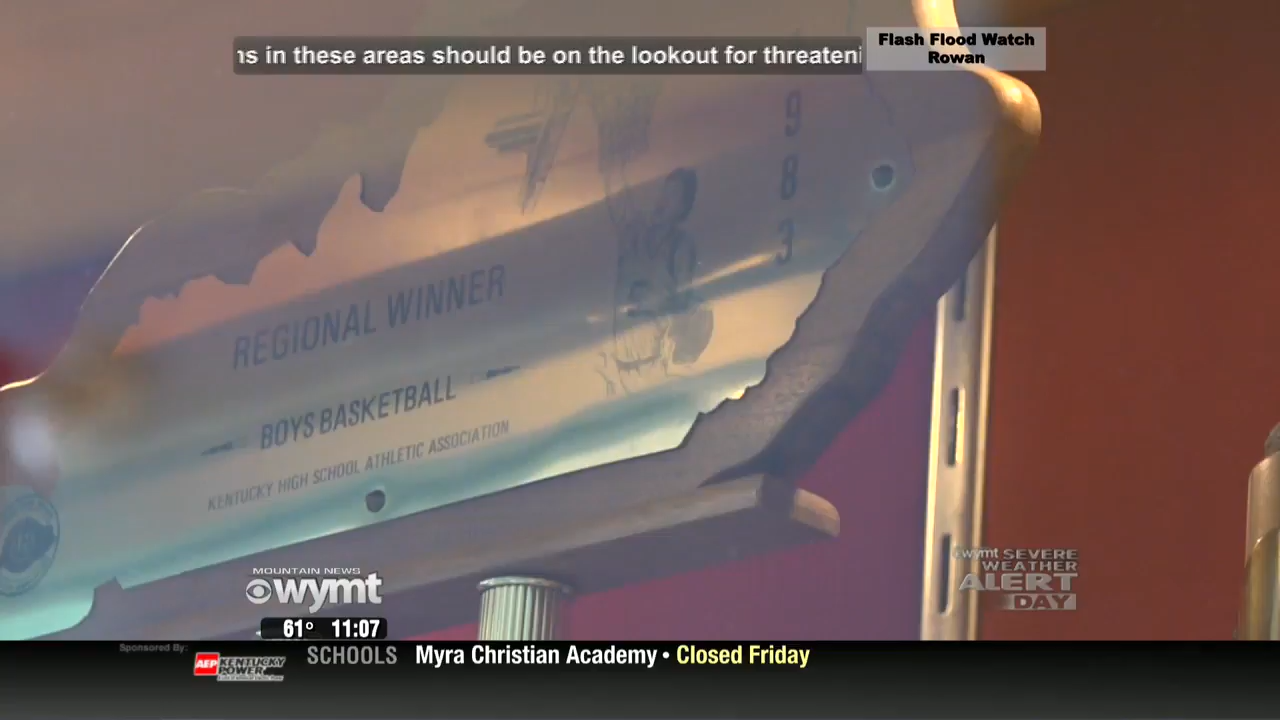 ns in these areas should be on the lookout for threateni
Flash Flood Watch
Rowan
9
8
3
REGIONAL WINNER
BOYS BASKETBALL
KENTUCKY HIGH SCHOOL ATHLETIC ASSOCIATION
MOUNTAIN NEWS
wymt
61° 11:07
wymt SEVERE
WEATHER
ALERT
DAY
Sponsored By:
AEP KENTUCKY
POWER
SCHOOLS Myra Christian Academy • Closed Friday